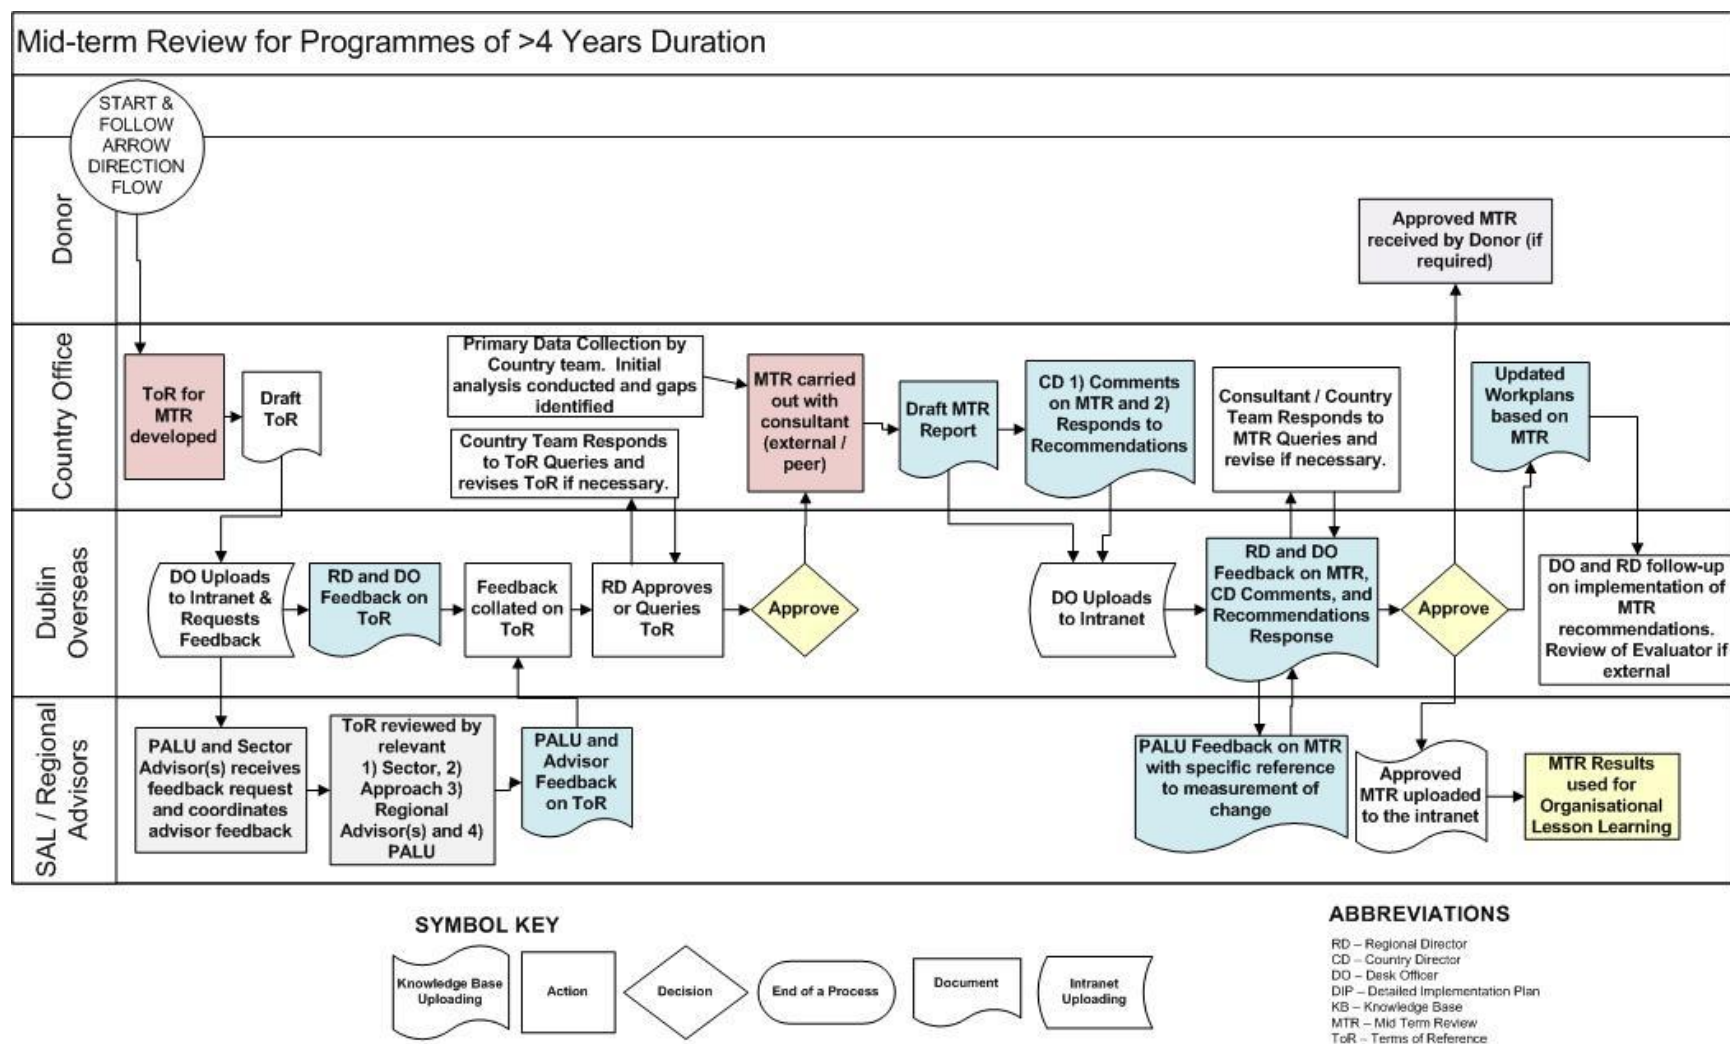 Mid-term Review for Programmes of >4 Years Duration
START &
FOLLOW
ARROW
DIRECTION
FLOW
Donor
Approved MTR
received by Donor (if
required)
Country Office
ToR for
MTR
developed
Draft
ToR
Primary Data Collection by
Country team. Initial
analysis conducted and gaps
identified
Country Team Responds
to ToR Queries and
revises ToR if necessary.
MTR carried
out with
consultant
(external /
peer)
Draft MTR
Report
CD 1) Comments
on MTR and 2)
Responds to
Recommendations
Consultant / Country
Team Responds to
MTR Queries and
revise if necessary.
Updated
Workplans
based on
MTR
Dublin
Overseas
DO Uploads
to Intranet &
Requests
Feedback
RD and DO
Feedback on
ToR
Feedback
collated on
ToR
RD Approves
or Queries
ToR
Approve
DO Uploads
to Intranet
RD and DO
Feedback on MTR,
CD Comments, and
Recommendations
Response
Approve
DO and RD follow-up
on implementation of
MTR
recommendations.
Review of Evaluator if
external
SAL / Regional
Advisors
PALU and Sector
Advisor(s) receives
feedback request
and coordinates
advisor feedback
ToR reviewed by
relevant
1) Sector, 2)
Approach 3)
Regional
Advisor(s) and 4)
PALU
PALU and
Advisor
Feedback
on ToR
PALU Feedback on MTR
with specific reference
to measurement of
change
Approved
MTR uploaded
to the intranet
MTR Results
used for
Organisational
Lesson Learning
SYMBOL KEY
Knowledge Base
Uploading
Action
Decision
End of a Process
Document
Intranet
Uploading
ABBREVIATIONS
RD – Regional Director
CD – Country Director
DO – Desk Officer
DIP – Detailed Implementation Plan
KB – Knowledge Base
MTR – Mid Term Review
ToR – Terms of Reference